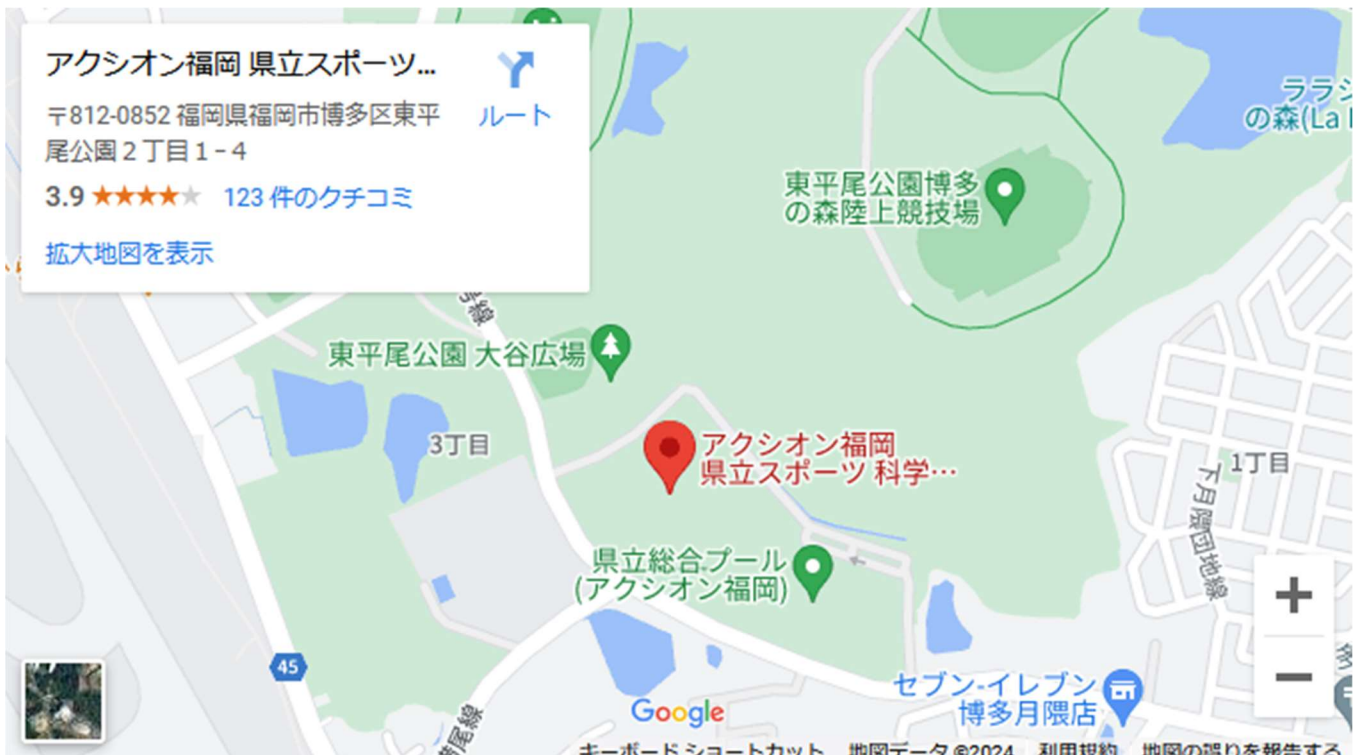 アクシオン福岡 県立スポーツ...
ルート
〒812-0852 福岡県福岡市博多区東平
尾公園２丁目１−４
3.9
123 件のクチコミ
拡大地図を表示
ララシ
の森(La
東平尾公園博多
の森陸上競技場
東平尾公園 大谷広場
3丁目
アクシオン福岡
県立スポーツ 科学…
1丁目
下月隈団地線
県立総合プール
(アクシオン福岡)
45
セブン-イレブン
博多月隈店
Google
キーボード ショートカット
地図データ ©2024
利用規約
地図の誤りを報告する